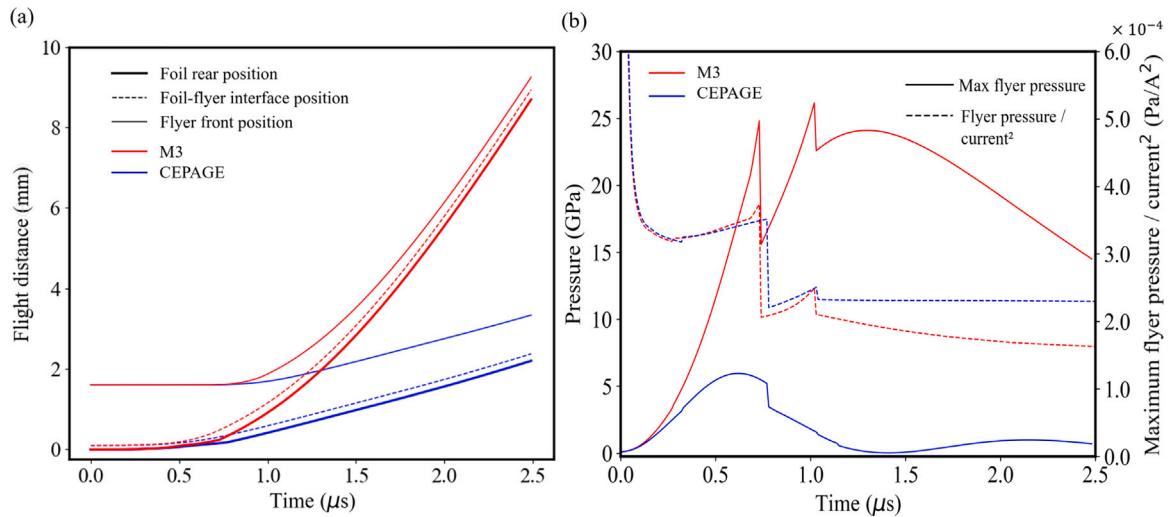 (a)
10
8
6
4
2
0
Flight distance (mm)
Foil rear position
Foil-flyer interface position
Flyer front position
M3
CEPAGE
0.0
0.5
1.0
1.5
2.0
2.5
Time (μs)
(b)
× 10⁻⁴
30
25
20
15
10
5
0
Pressure (GPa)
M3
CEPAGE
Max flyer pressure
Flyer pressure /
current²
6.0
5.0
4.0
3.0
2.0
1.0
0.0
Maximum flyer pressure / current² (Pa/A²)
0.0
0.5
1.0
1.5
2.0
2.5
Time (μs)